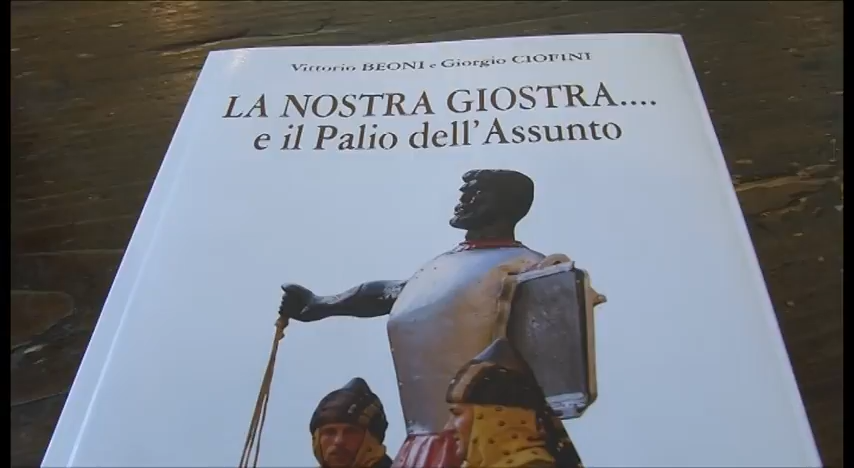 Vittorio BEONI e Giorgio CIOFINI
LA NOSTRA GIOSTRA....
e il Palio dell'Assunto